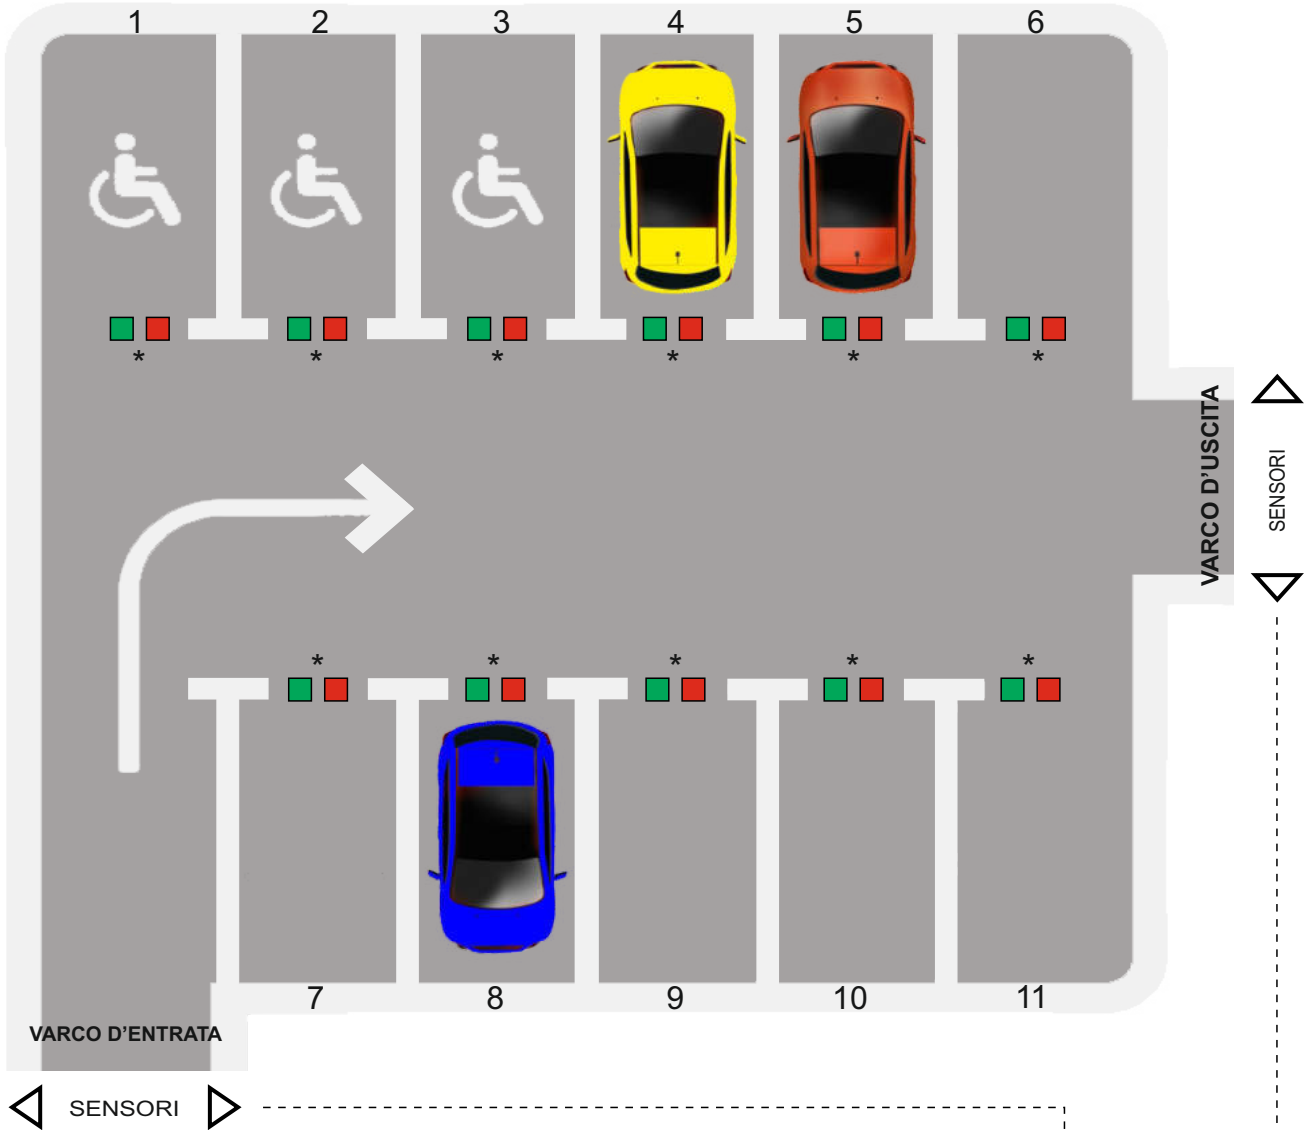 1 2 3 4 5 6
* * * * * *
VARCO D'USCITA
SENSORI
* * * * *
7 8 9 10 11
VARCO D'ENTRATA
SENSORI